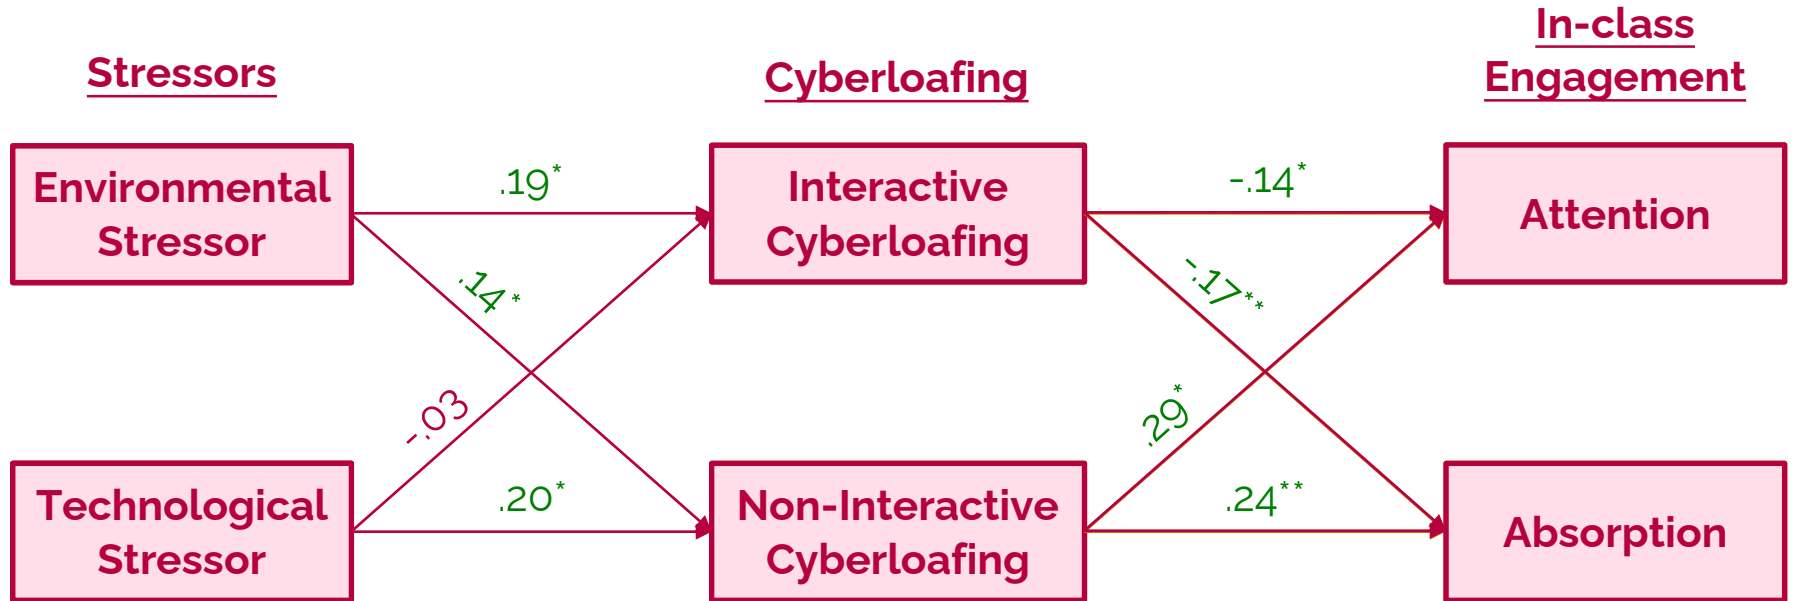 Stressors
Cyberloafing
In-class
Engagement
Environmental
Stressor
.19*
Interactive
Cyberloafing
-.14*
Attention
.14*
-.17**
-.03
.29*
Technological
Stressor
.20*
Non-Interactive
Cyberloafing
.24**
Absorption